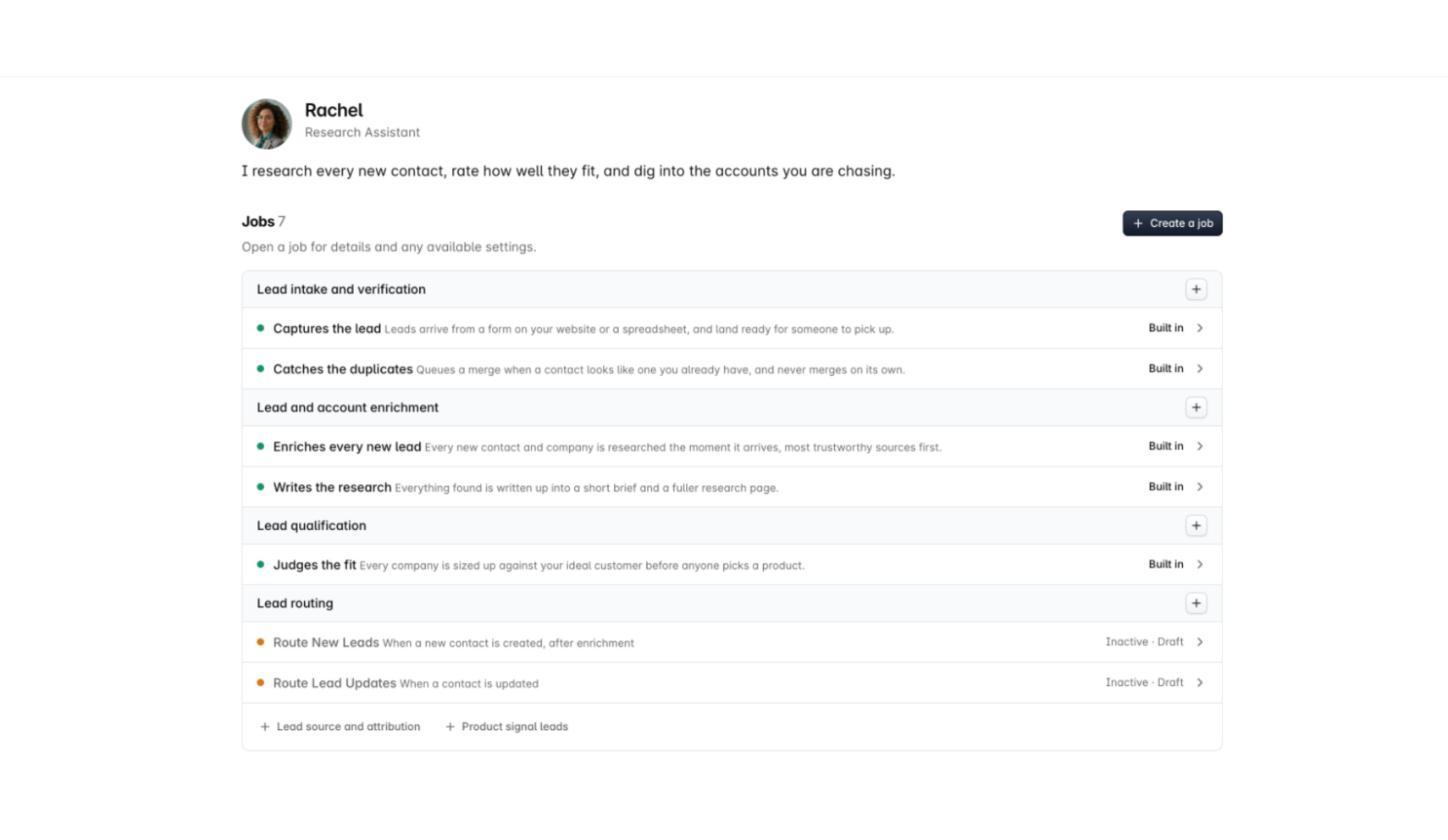 Rachel
Research Assistant
I research every new contact, rate how well they fit, and dig into the accounts you are chasing.
Jobs 7
+ Create a job
Open a job for details and any available settings.
Lead intake and verification
Captures the lead Leads arrive from a form on your website or a spreadsheet, and land ready for someone to pick up. Built in
Catches the duplicates Queues a merge when a contact looks like one you already have, and never merges on its own. Built in
Lead and account enrichment
Enriches every new lead Every new contact and company is researched the moment it arrives, most trustworthy sources first. Built in
Writes the research Everything found is written up into a short brief and a fuller research page. Built in
Lead qualification
Judges the fit Every company is sized up against your ideal customer before anyone picks a product. Built in
Lead routing
Route New Leads When a new contact is created, after enrichment Inactive · Draft
Route Lead Updates When a contact is updated Inactive · Draft
+ Lead source and attribution + Product signal leads